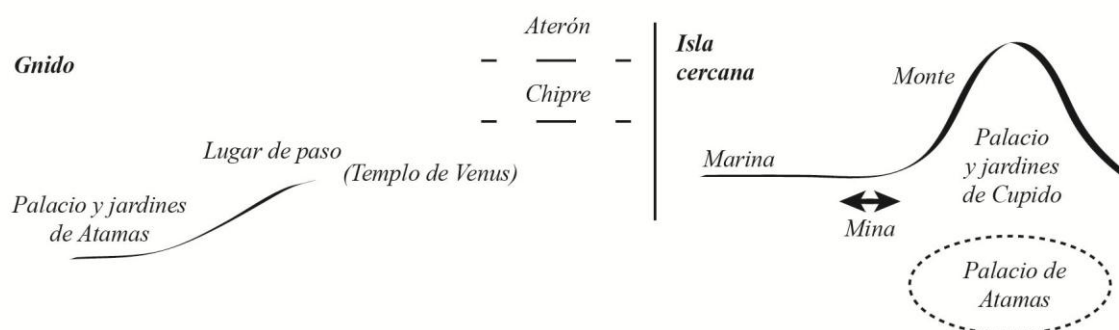 Gnido
Aterón
Chipre
Lugar de paso
(Templo de Venus)
Palacio y jardines
de Atamas
Isla
cercana
Monte
Marina
Mina
Palacio
y jardines
de Cupido
Palacio de
Atamas